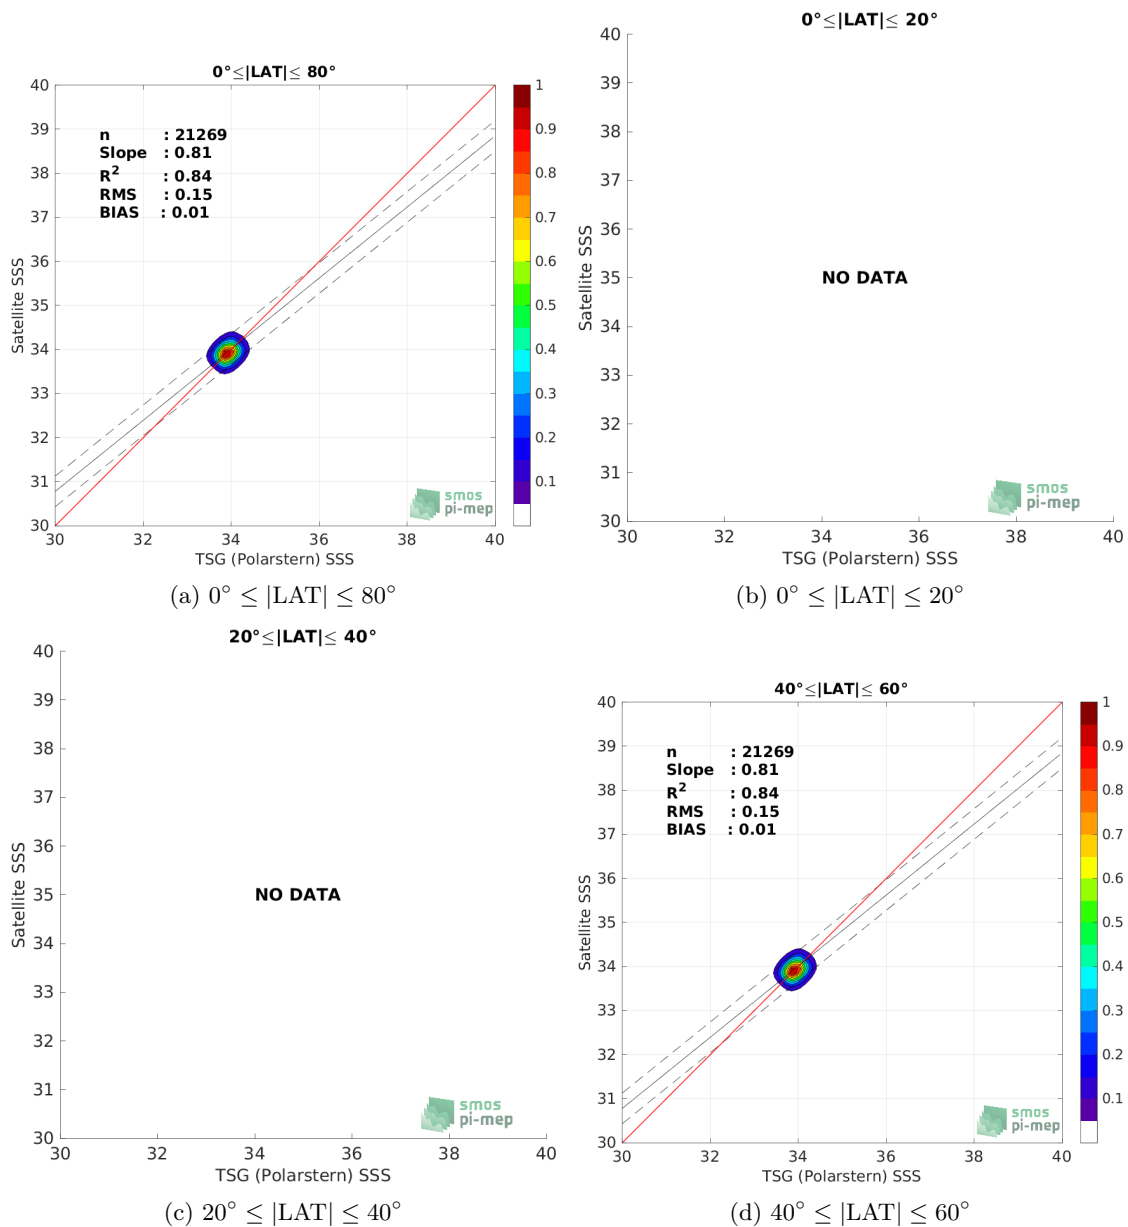 0°≤|LAT|≤ 80°
40
39
38
37
36
35
34
33
32
31
30
Satellite SSS
n : 21269
Slope : 0.81
R² : 0.84
RMS : 0.15
BIAS : 0.01
smos
pi-mep
30 32 34 36 38 40
TSG (Polarstern) SSS
1
0.9
0.8
0.7
0.6
0.5
0.4
0.3
0.2
0.1
(a) 0° ≤ |LAT| ≤ 80°
0°≤|LAT|≤ 20°
40
39
38
37
36
35
34
33
32
31
30
Satellite SSS
NO DATA
smos
pi-mep
30 32 34 36 38 40
TSG (Polarstern) SSS
(b) 0° ≤ |LAT| ≤ 20°
20°≤|LAT|≤ 40°
40
39
38
37
36
35
34
33
32
31
30
Satellite SSS
NO DATA
smos
pi-mep
30 32 34 36 38 40
TSG (Polarstern) SSS
(c) 20° ≤ |LAT| ≤ 40°
40°≤|LAT|≤ 60°
40
39
38
37
36
35
34
33
32
31
30
Satellite SSS
n : 21269
Slope : 0.81
R² : 0.84
RMS : 0.15
BIAS : 0.01
smos
pi-mep
30 32 34 36 38 40
TSG (Polarstern) SSS
1
0.9
0.8
0.7
0.6
0.5
0.4
0.3
0.2
0.1
(d) 40° ≤ |LAT| ≤ 60°